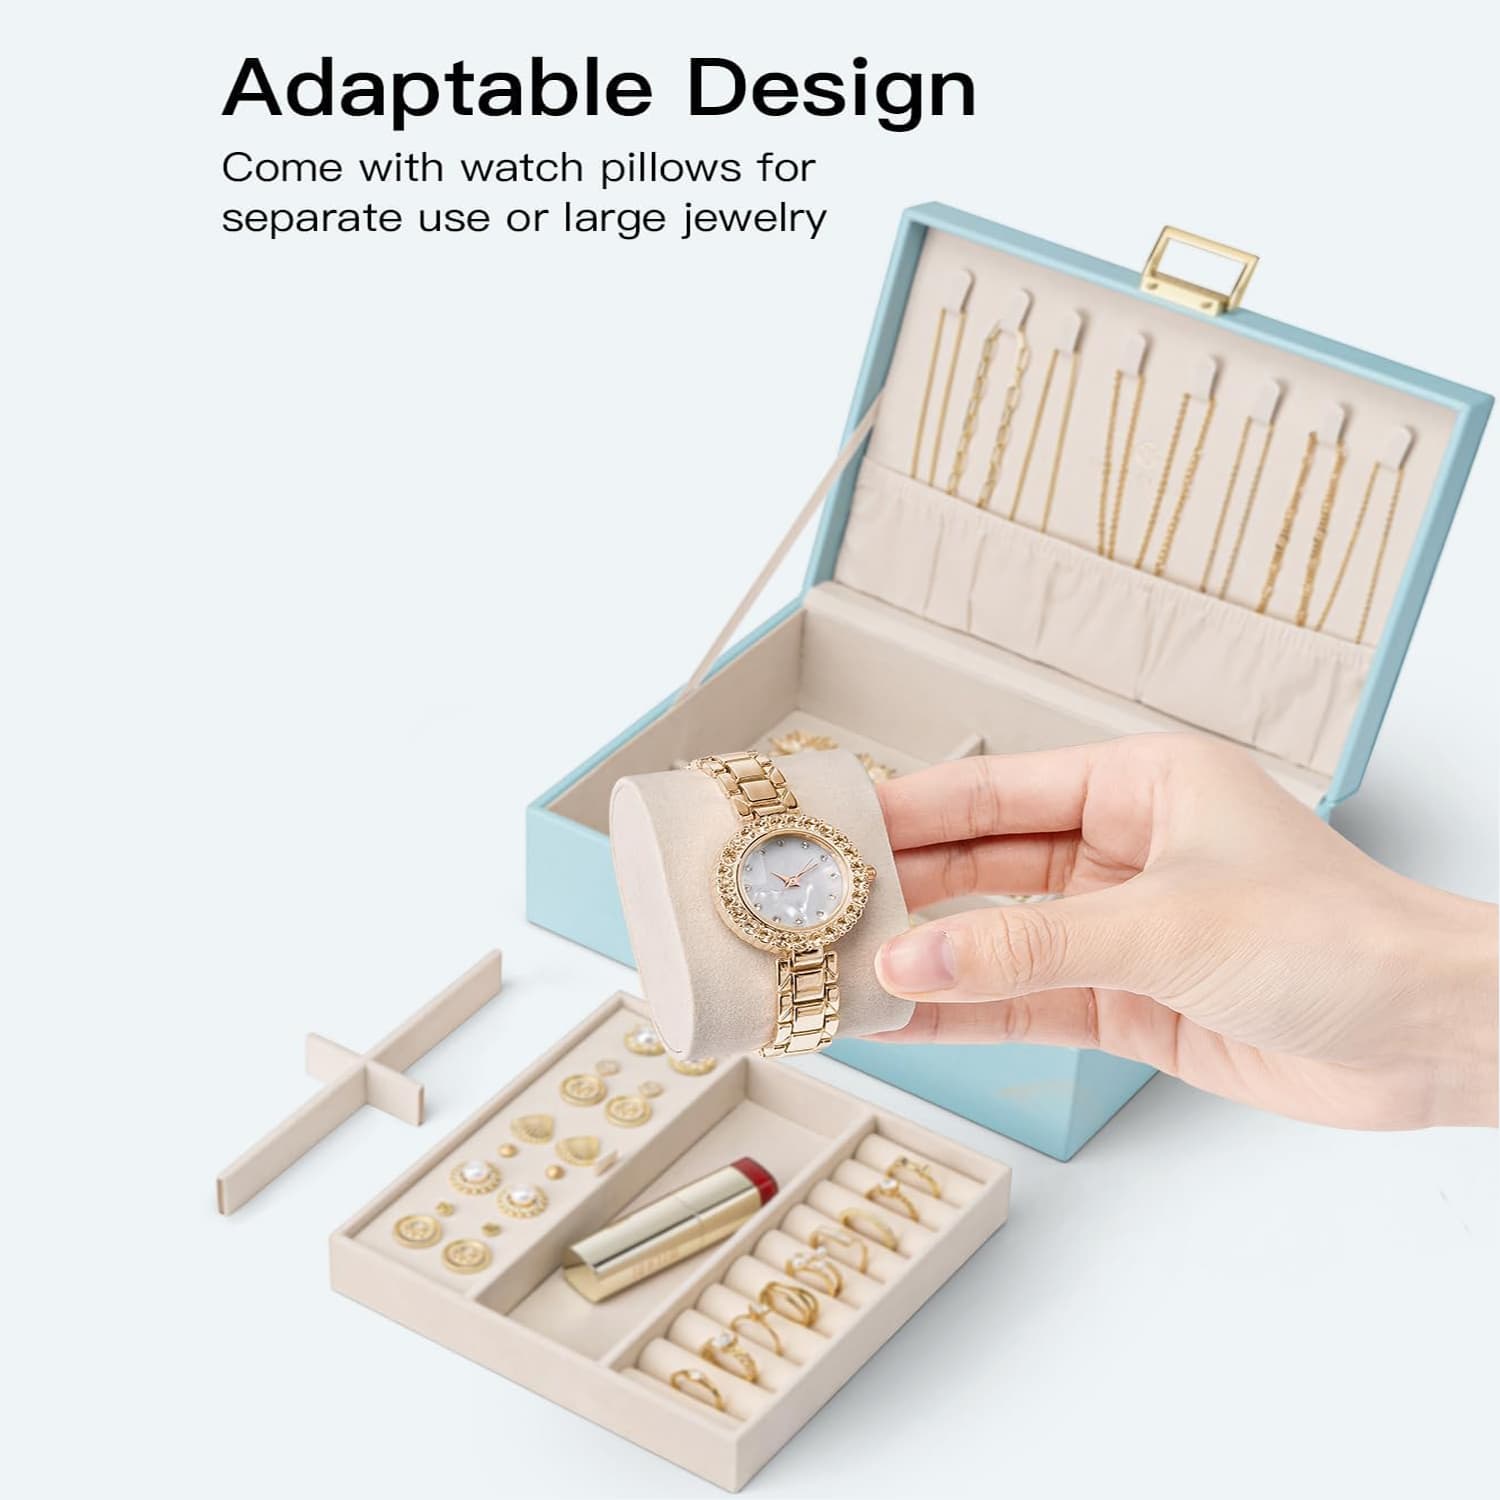 Adaptable Design
Come with watch pillows for
separate use or large jewelry